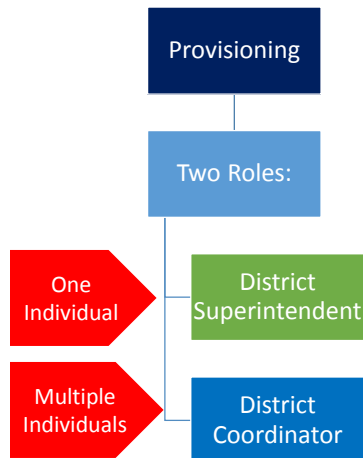 Provisioning
Two Roles:
One
Individual
District
Superintendent
Multiple
Individuals
District
Coordinator